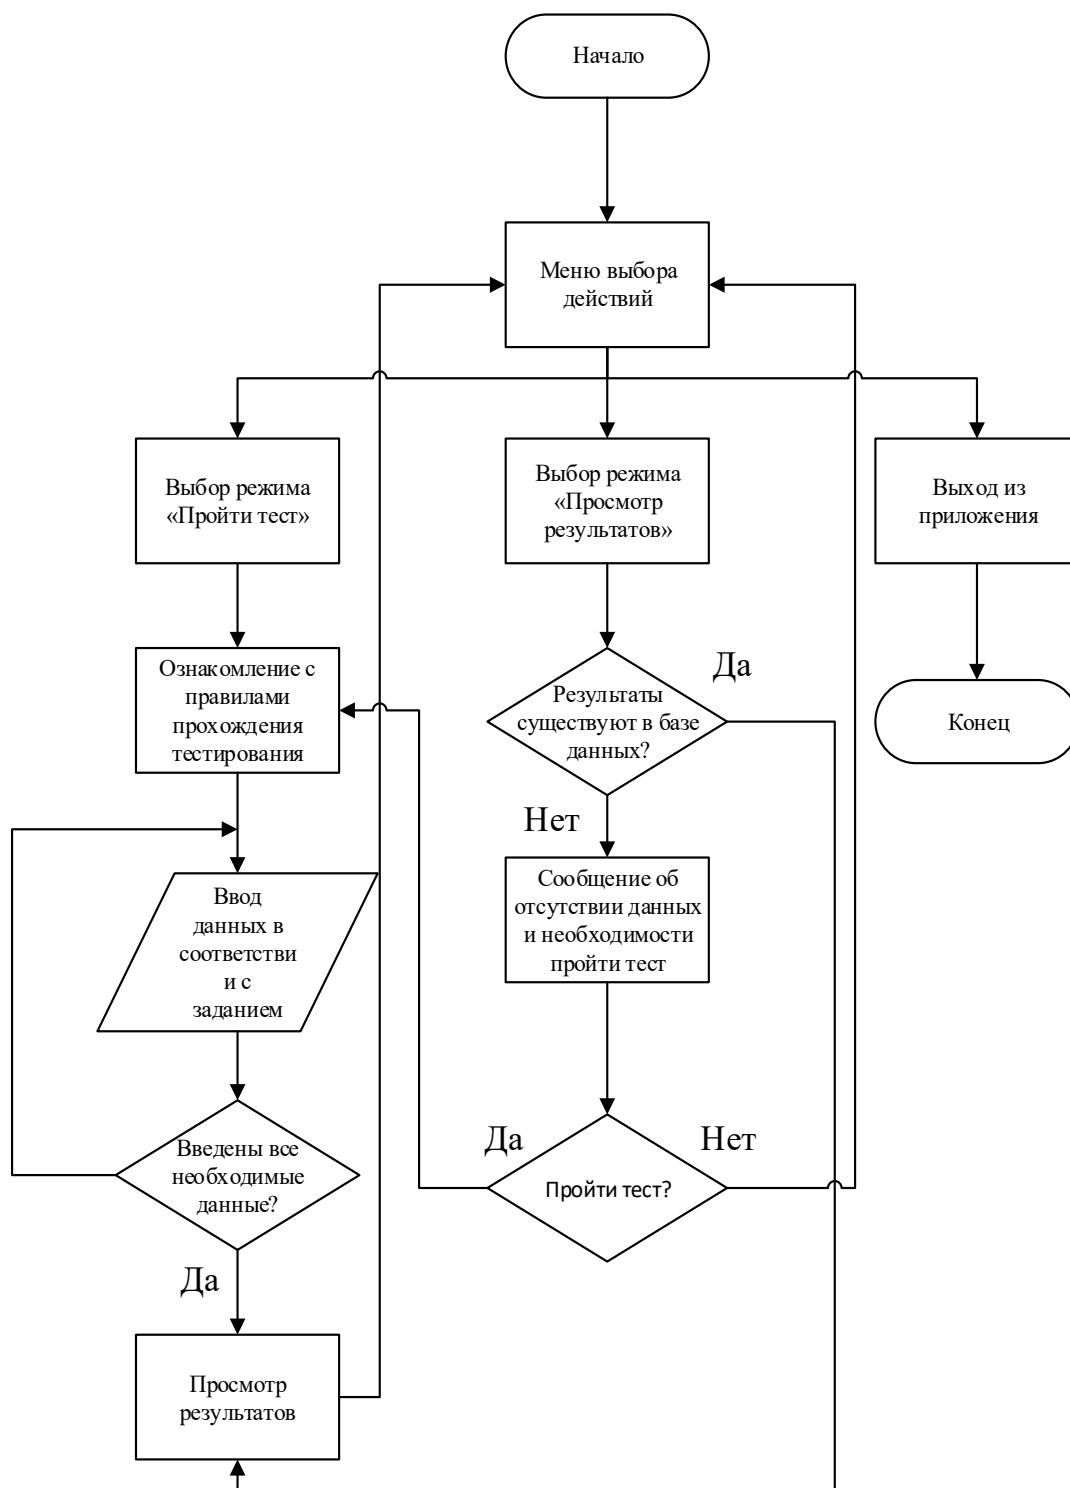 Начало
Меню выбора
действий
Выбор режима
«Пройти тест»
Выбор режима
«Просмотр
результатов»
Выход из
приложения
Ознакомление с
правилами
прохождения
тестирования
Да
Результаты
существуют в базе
данных?
Конец
Нет
Ввод
данных в
соответстви
и с
заданием
Сообщение об
отсутствии данных
и необходимости
пройти тест
Введены все
необходимые
данные?
Да
Нет
Пройти тест?
Да
Просмотр
результатов